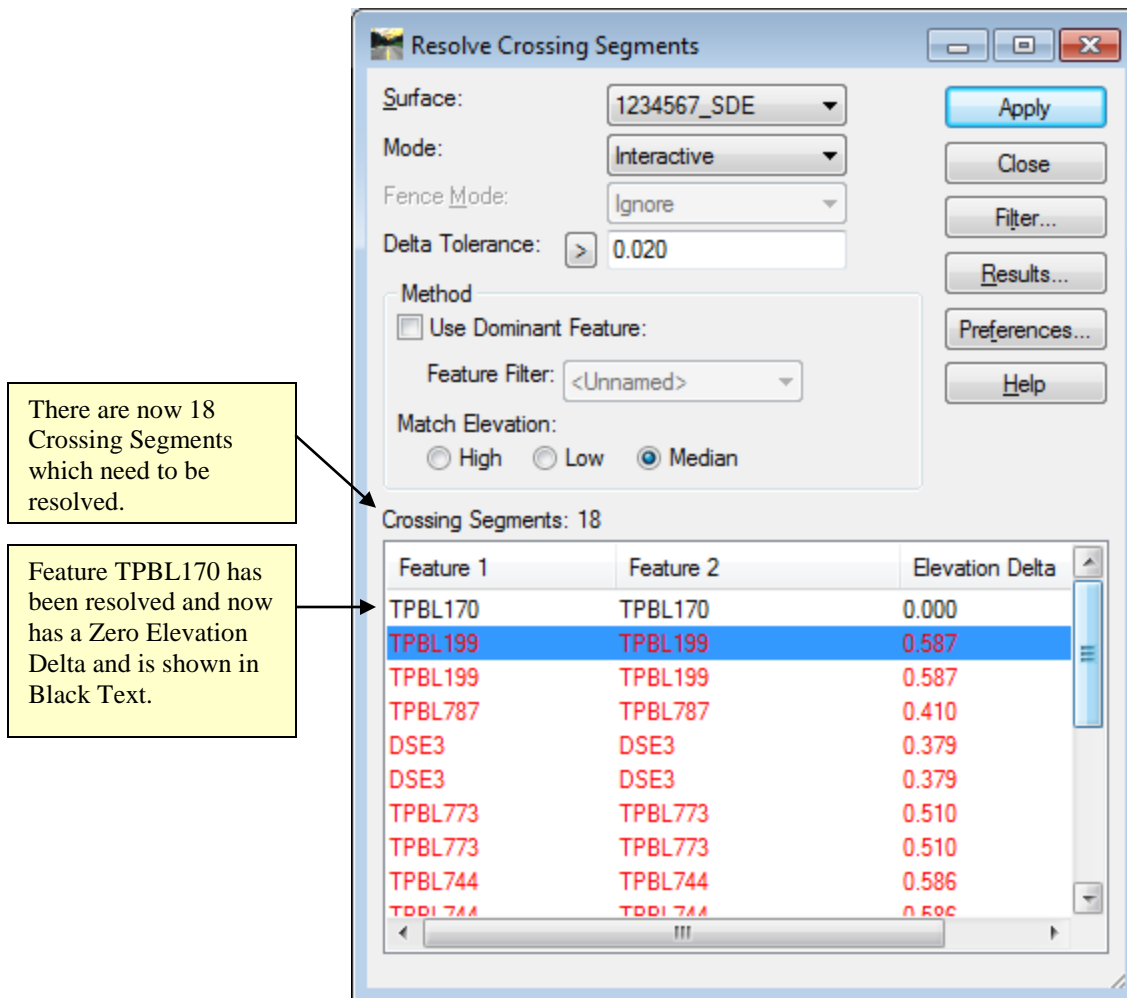 Resolve Crossing Segments
Surface: 1234567_SDE
Apply
Mode: Interactive
Close
Fence Mode: Ignore
Filter...
Delta Tolerance: > 0.020
Results...
Method
Use Dominant Feature:
Preferences...
Feature Filter: <Unnamed>
Help
Match Elevation:
High Low Median
There are now 18
Crossing Segments
which need to be
resolved.
Crossing Segments: 18
Feature TPBL170 has
been resolved and now
has a Zero Elevation
Delta and is shown in
Black Text.
Feature 1 Feature 2 Elevation Delta
TPBL170 TPBL170 0.000
TPBL199 TPBL199 0.587
TPBL199 TPBL199 0.587
TPBL787 TPBL787 0.410
DSE3 DSE3 0.379
DSE3 DSE3 0.379
TPBL773 TPBL773 0.510
TPBL773 TPBL773 0.510
TPBL744 TPBL744 0.586
TPBL744 TPBL744 0.586